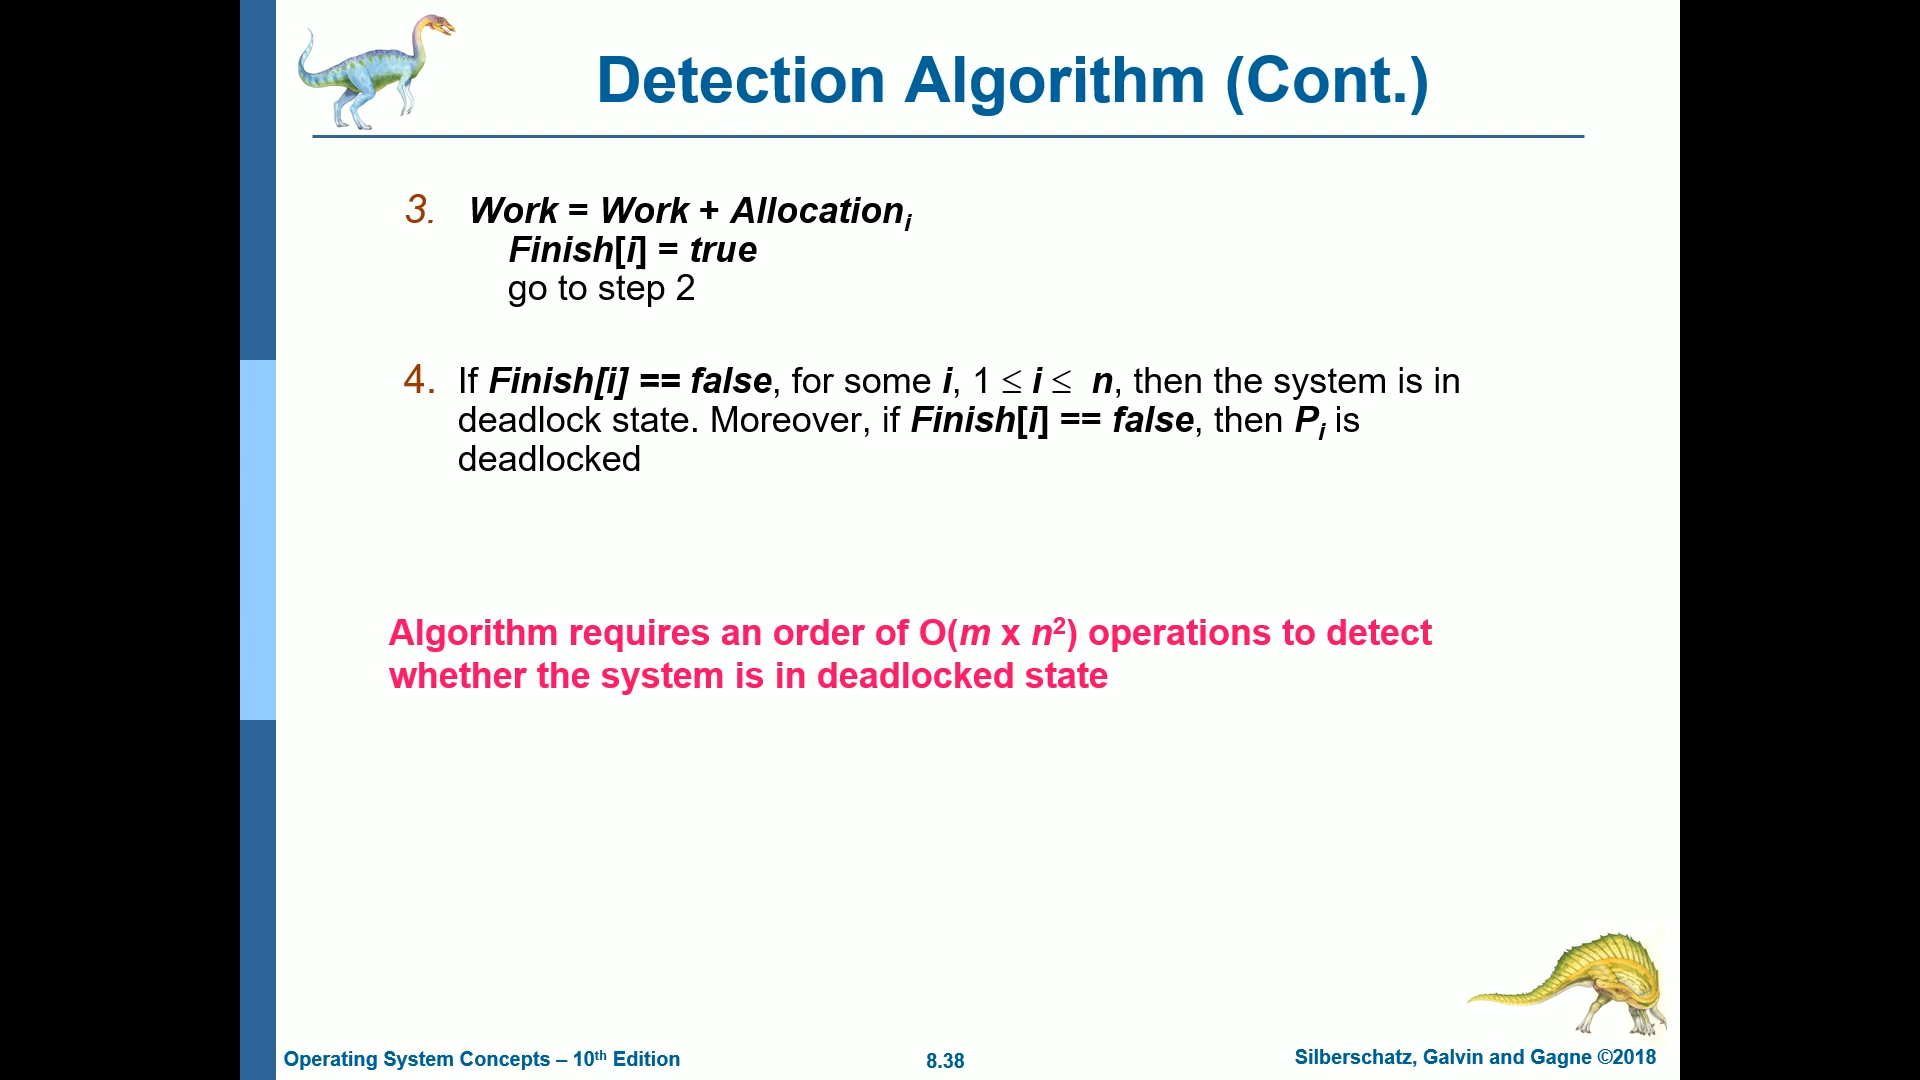 Detection Algorithm (Cont.)
3. Work = Work + Allocationᵢ
Finish[i] = true
go to step 2
4. If Finish[i] == false, for some i, 1 ≤ i ≤ n, then the system is in
deadlock state. Moreover, if Finish[i] == false, then Pᵢ is
deadlocked
Algorithm requires an order of O(m x n²) operations to detect
whether the system is in deadlocked state
Operating System Concepts – 10th Edition
8.38
Silberschatz, Galvin and Gagne ©2018